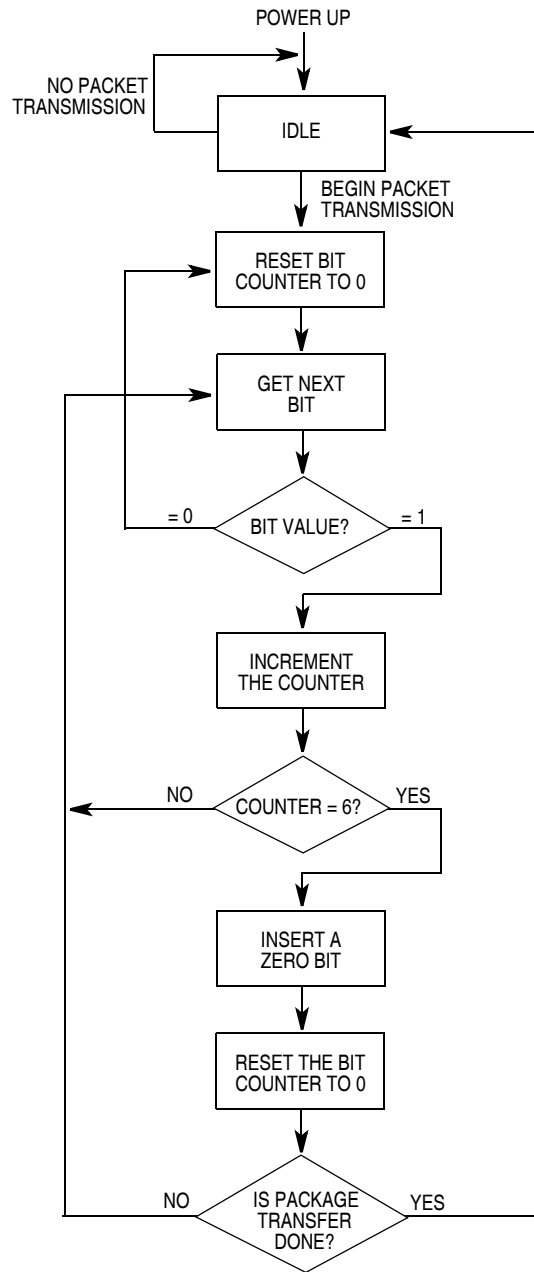 POWER UP
NO PACKET
TRANSMISSION
IDLE
BEGIN PACKET
TRANSMISSION
RESET BIT
COUNTER TO 0
GET NEXT
BIT
= 0
BIT VALUE?
= 1
INCREMENT
THE COUNTER
NO
COUNTER = 6?
YES
INSERT A
ZERO BIT
RESET THE BIT
COUNTER TO 0
NO
IS PACKAGE
TRANSFER
DONE?
YES